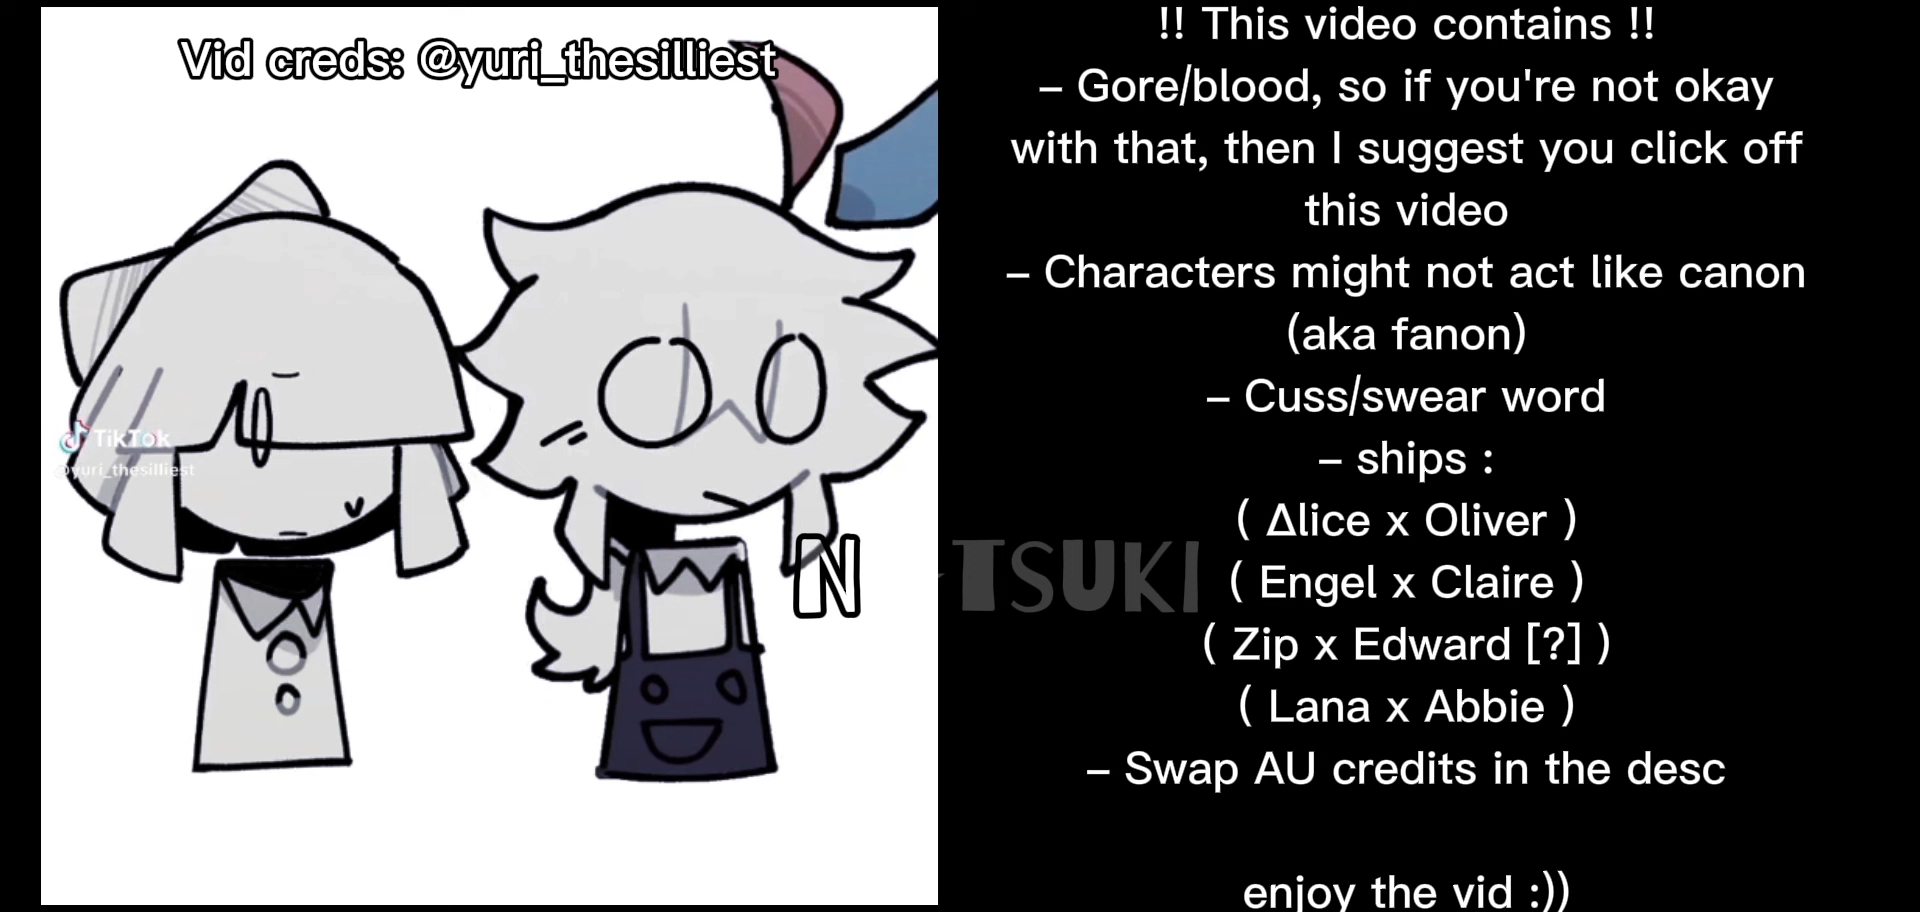 Vid creds: @yuri_thesilliest
TikTok
@yuri_thesilliest
N
TSUKI
!! This video contains !!
– Gore/blood, so if you're not okay
with that, then I suggest you click off
this video
– Characters might not act like canon
(aka fanon)
– Cuss/swear word
– ships :
( Δlice x Oliver )
( Engel x Claire )
( Zip x Edward [?] )
( Lana x Abbie )
– Swap AU credits in the desc
enjoy the vid :))